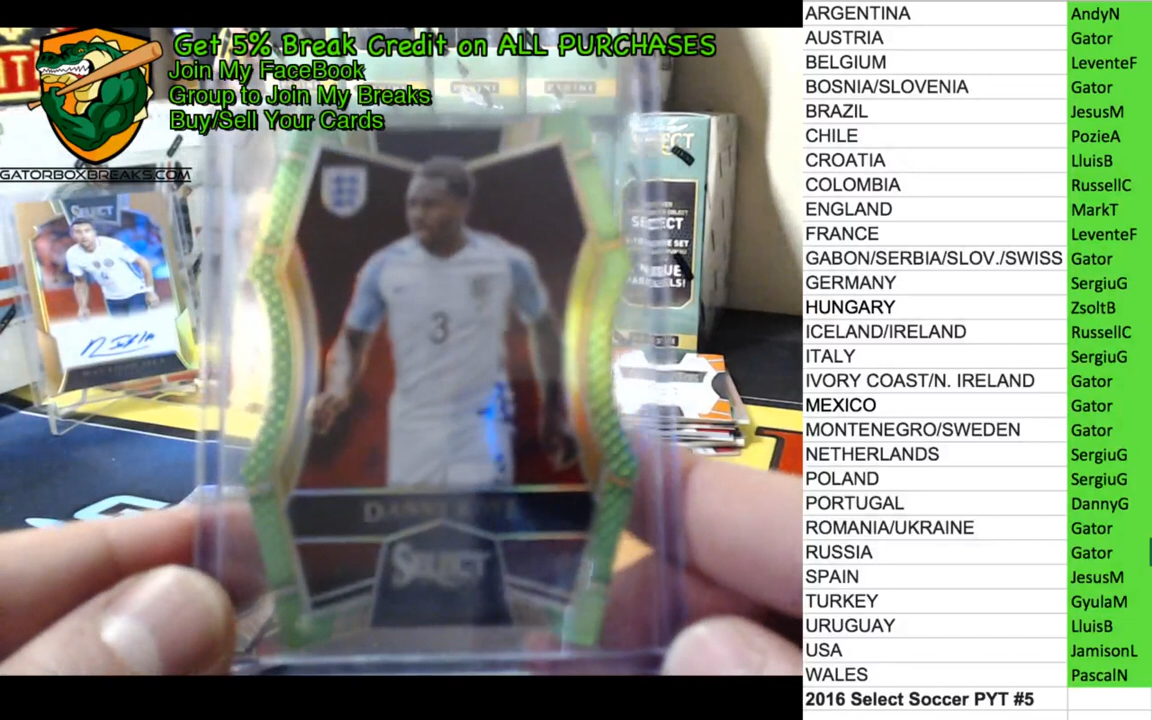 Get 5% Break Credit on ALL PURCHASES
Join My FaceBook
Group to Join My Breaks
Buy/Sell Your Cards
GATORBOXBREAKS.COM
SELECT
3
DANNY ROSE
SELECT
ARGENTINA AndyN
AUSTRIA Gator
BELGIUM LeventeF
BOSNIA/SLOVENIA Gator
BRAZIL JesusM
CHILE PozieA
CROATIA LluisB
COLOMBIA RussellC
ENGLAND MarkT
FRANCE LeventeF
GABON/SERBIA/SLOV./SWISS Gator
GERMANY SergiuG
HUNGARY ZsoltB
ICELAND/IRELAND RussellC
ITALY SergiuG
IVORY COAST/N. IRELAND Gator
MEXICO Gator
MONTENEGRO/SWEDEN Gator
NETHERLANDS SergiuG
POLAND SergiuG
PORTUGAL DannyG
ROMANIA/UKRAINE Gator
RUSSIA Gator
SPAIN JesusM
TURKEY GyulaM
URUGUAY LluisB
USA JamisonL
WALES PascalN
2016 Select Soccer PYT #5